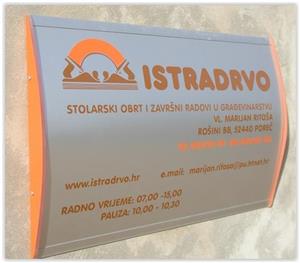 ISTRADRVO
STOLARSKI OBRT I ZAVRŠNI RADOVI U GRAĐEVINARSTVU
VL. MARIJAN RITOŠA
ROŠINI 8B, 52440 POREČ
www.istradrvo.hr e.mail: marijan.ritosa@pu.htnet.hr
RADNO VRIJEME: 07,00 -15,00
PAUZA: 10,00 - 10,30